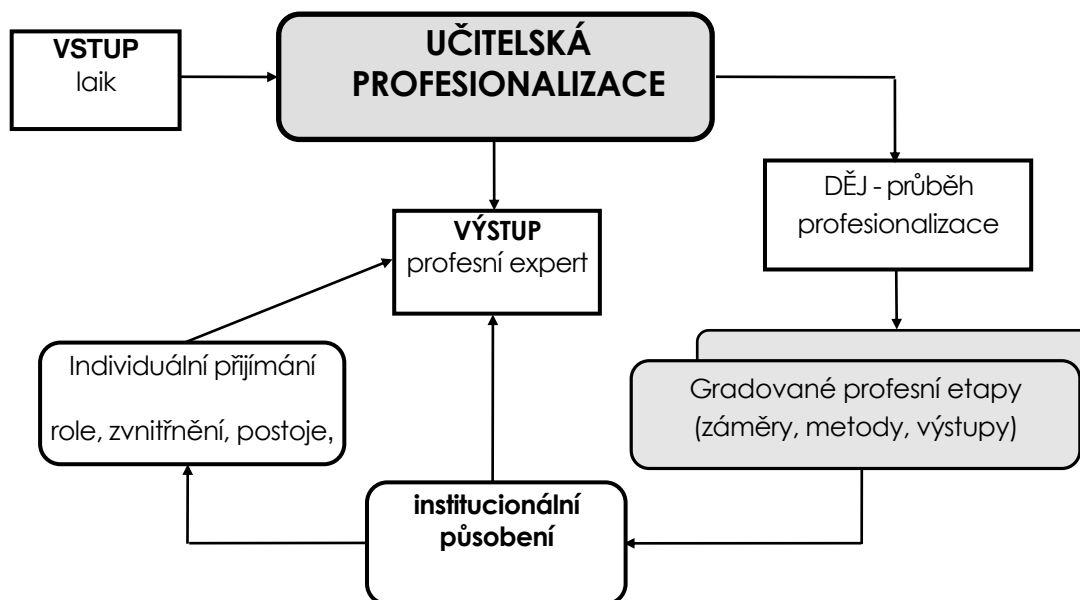 VSTUP
laik
UČITELSKÁ
PROFESIONALIZACE
DĚJ - průběh
profesionalizace
VÝSTUP
profesní expert
Individuální přijímání
role, zvnitřnění, postoje,
Gradované profesní etapy
(záměry, metody, výstupy)
institucionální
působení